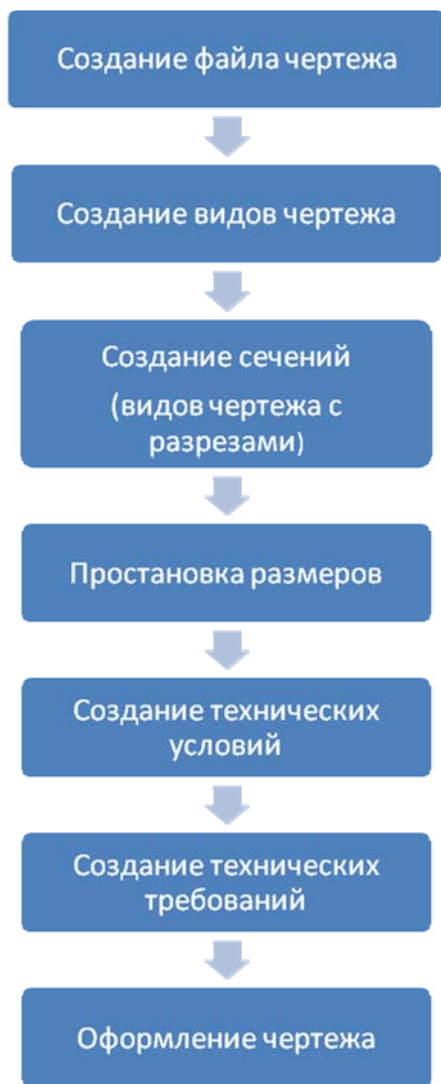 Создание файла чертежа
Создание видов чертежа
Создание сечений
(видов чертежа с
разрезами)
Простановка размеров
Создание технических
условий
Создание технических
требований
Оформление чертежа